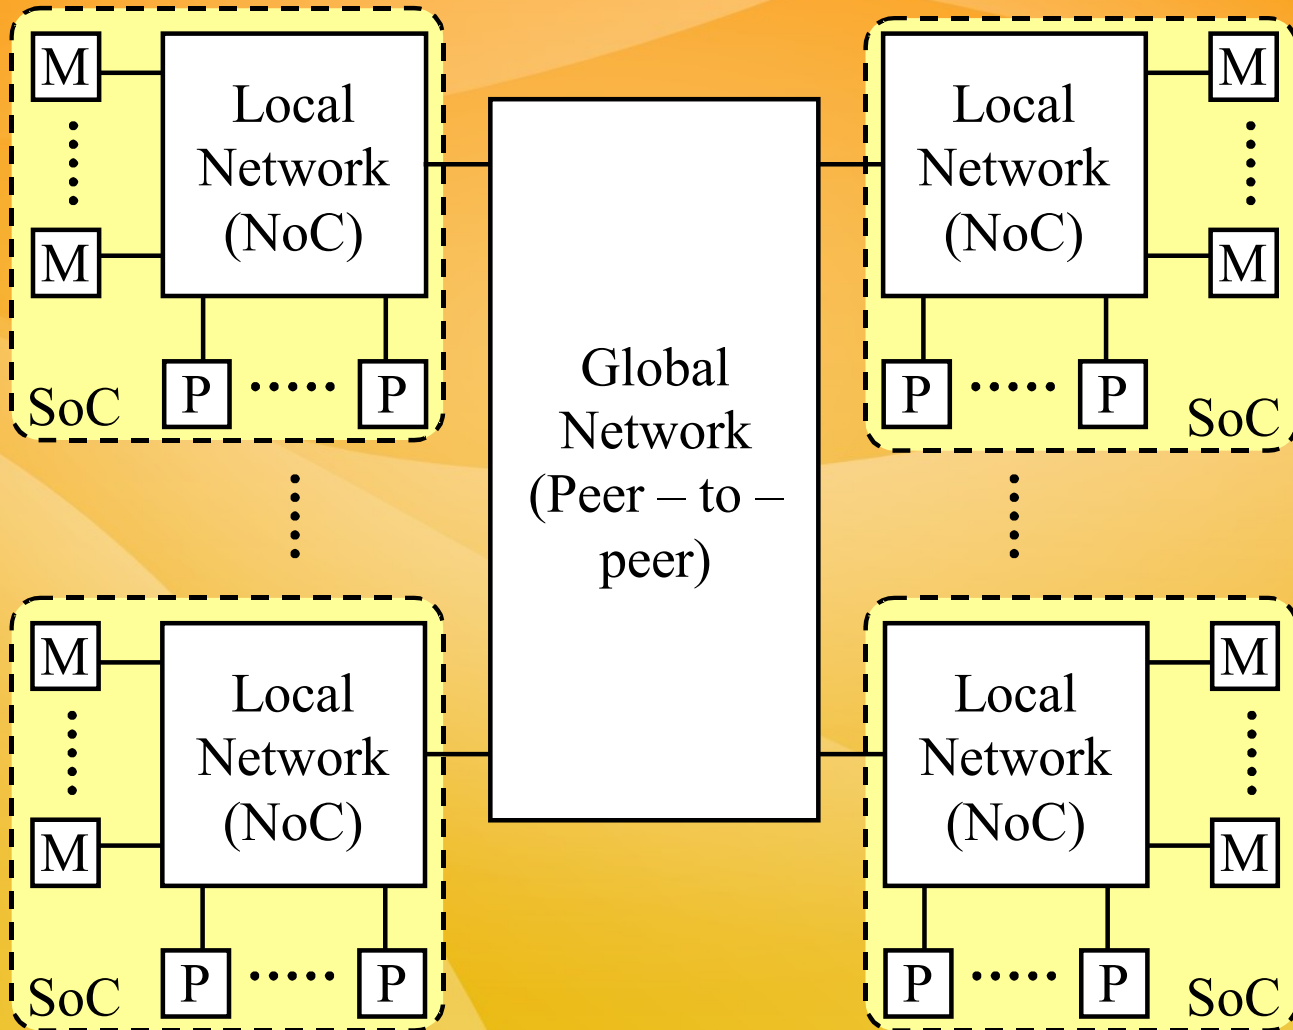 M
M
Local
Network
(NoC)
P
P
SoC
Local
Network
(NoC)
M
M
P
P
SoC
Global
Network
(Peer – to –
peer)
M
M
Local
Network
(NoC)
P
P
SoC
Local
Network
(NoC)
M
M
P
P
SoC